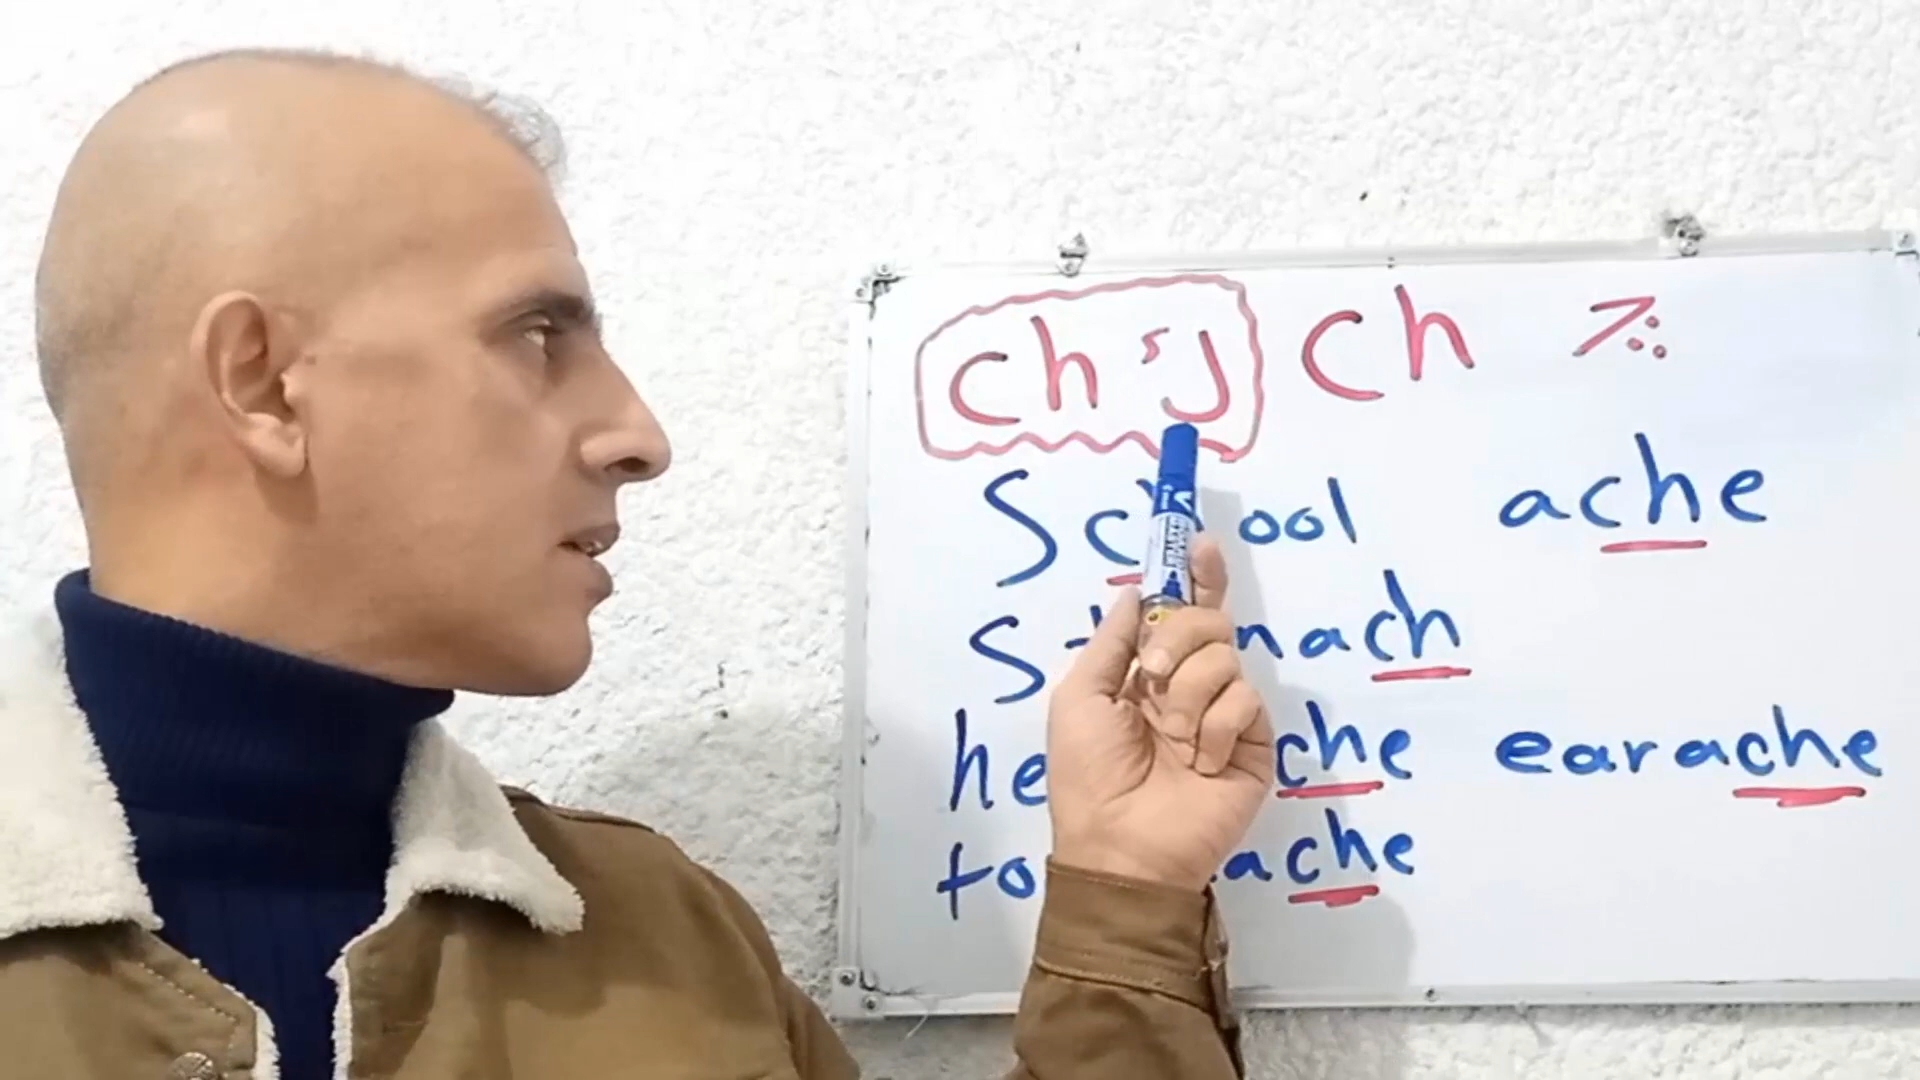 ch ك ch چ
School ache
Stomach
headache earache
toothache